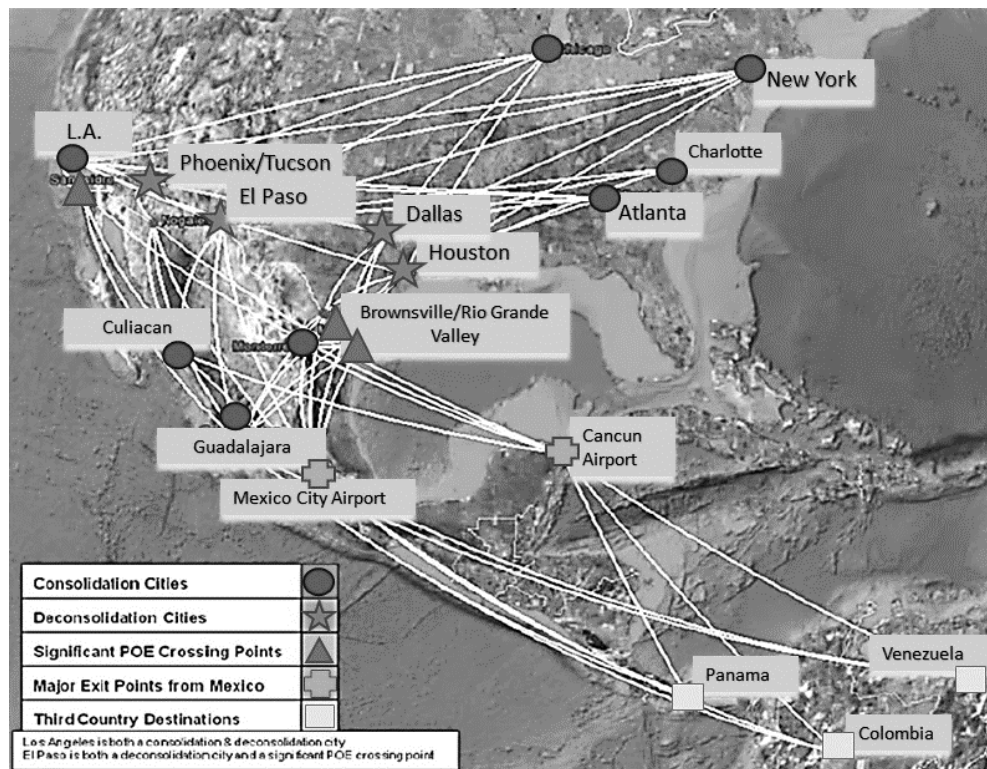 Chicago
New York
L.A.
Charlotte
Phoenix/Tucson
El Paso
Atlanta
Dallas
Nogales
Houston
Brownsville/Rio Grande
Valley
Culiacan
Guadalajara
Cancun
Airport
Mexico City Airport
Consolidation Cities
Deconsolidation Cities
Significant POE Crossing Points
Major Exit Points from Mexico
Third Country Destinations
Los Angeles is both a consolidation & deconsolidation city
El Paso is both a deconsolidation city and a significant POE crossing point
Venezuela
Panama
Colombia